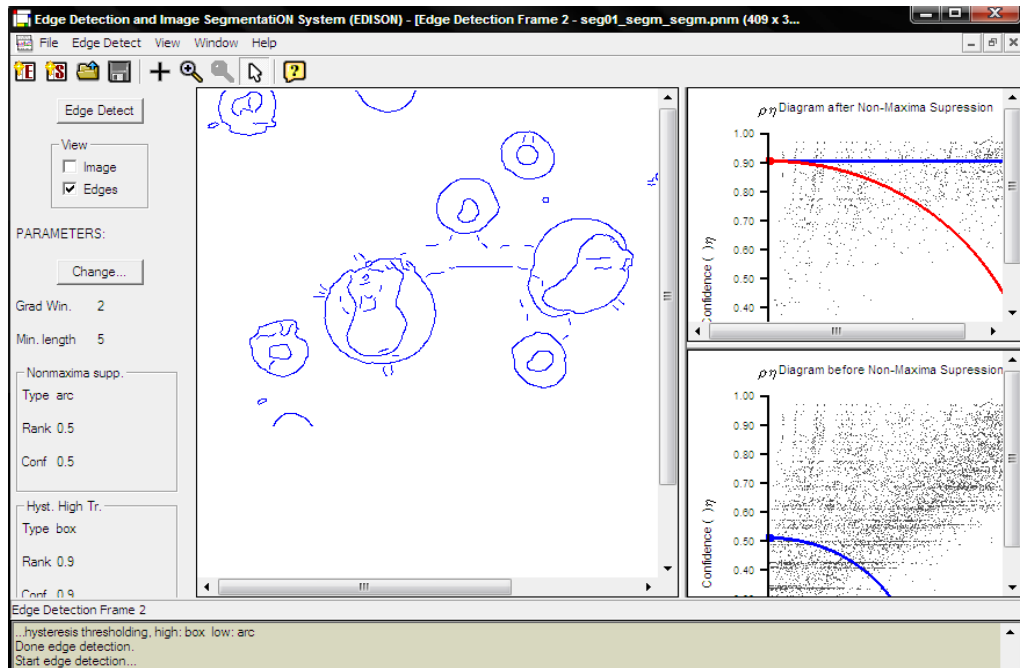 Edge Detection and Image SegmentatiON System (EDISON) - [Edge Detection Frame 2 - seg01_segm_segm.pnm (409 x 3...
File Edge Detect View Window Help
Edge Detect
View
Image
Edges
PARAMETERS:
Change...
Grad Win. 2
Min. length 5
Nonmaxima supp.
Type arc
Rank 0.5
Conf 0.5
Hyst. High Tr.
Type box
Rank 0.9
Conf 0.9
ρη Diagram after Non-Maxima Supression
1.00
0.90
0.80
0.70
0.60
0.50
0.40
Confidence ( )η
ρη Diagram before Non-Maxima Supression
1.00
0.90
0.80
0.70
0.60
0.50
0.40
Confidence ( )η
Edge Detection Frame 2
...hysteresis thresholding, high: box low: arc
Done edge detection.
Start edge detection...